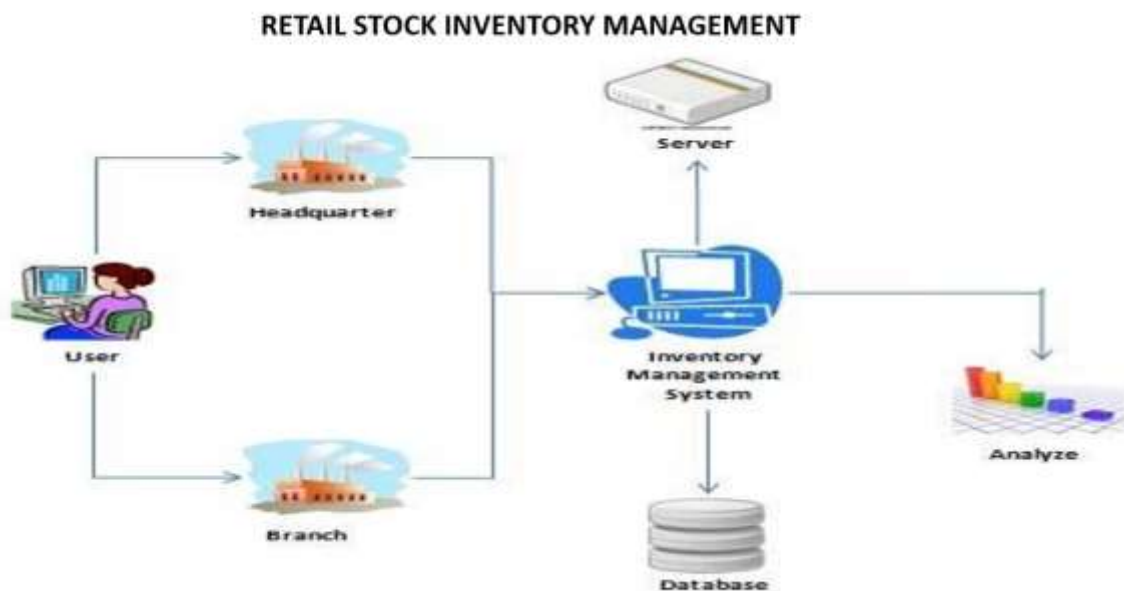 RETAIL STOCK INVENTORY MANAGEMENT
Server
Headquarter
User
Inventory
Management
System
Analyze
Branch
Database